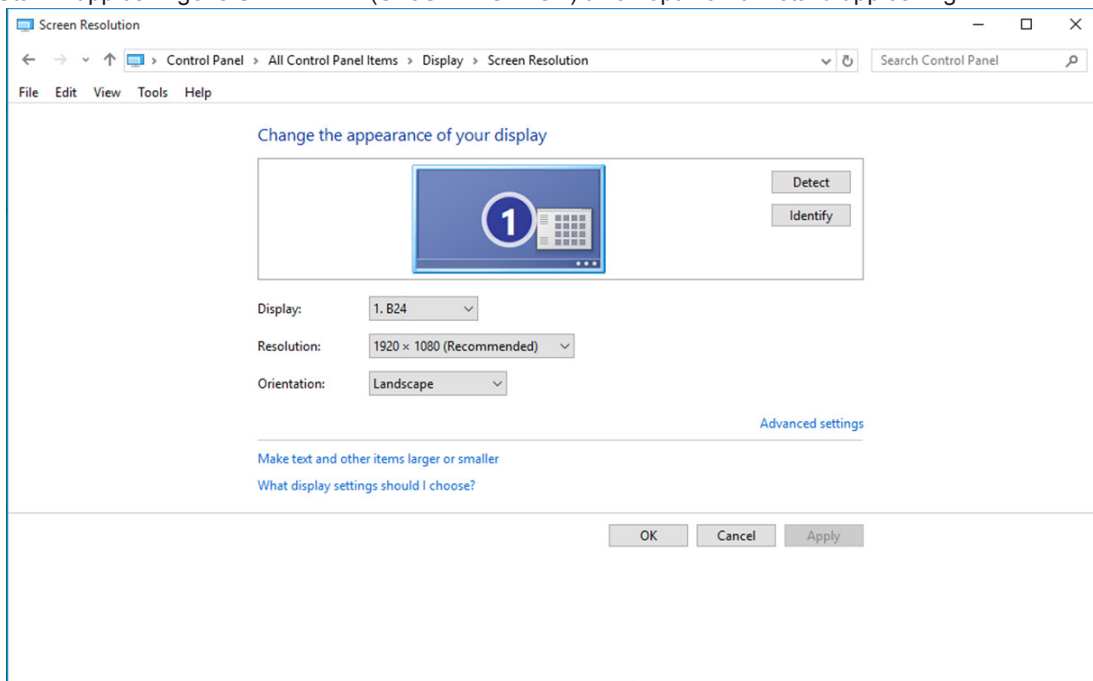 Screen Resolution
Control Panel > All Control Panel Items > Display > Screen Resolution
Search Control Panel
File Edit View Tools Help
Change the appearance of your display
1
Detect
Identify
Display: 1. B24
Resolution: 1920 × 1080 (Recommended)
Orientation: Landscape
Advanced settings
Make text and other items larger or smaller
What display settings should I choose?
OK Cancel Apply